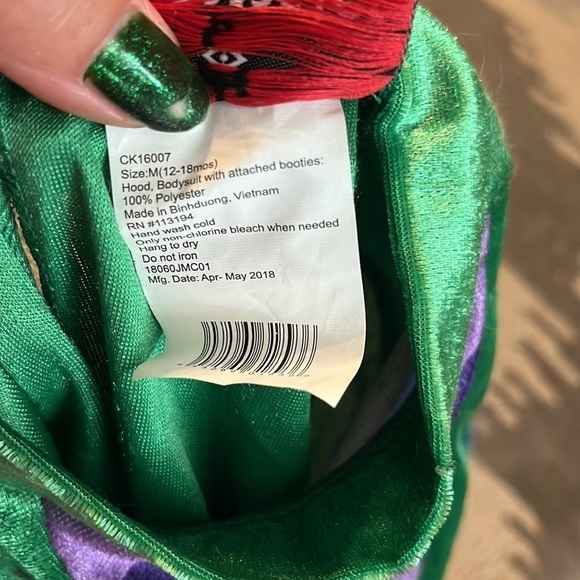 CK16007
Size:M(12-18mos)
Hood, Bodysuit with attached booties:
100% Polyester
Made in Binhduong, Vietnam
RN #113194
Hand wash cold
Only non-chlorine bleach when needed
Hang to dry
Do not iron
18060JMC01
Mfg. Date: Apr- May 2018